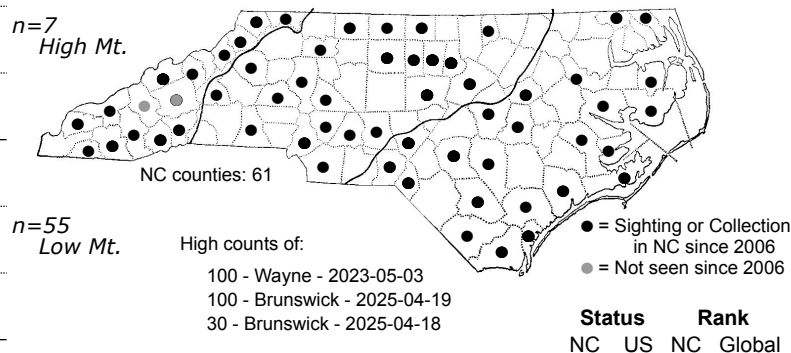 n=7
High Mt.
NC counties: 61
n=55
Low Mt.
High counts of:
100 - Wayne - 2023-05-03
100 - Brunswick - 2025-04-19
30 - Brunswick - 2025-04-18
● = Sighting or Collection
in NC since 2006
● = Not seen since 2006
Status Rank
NC US NC Global